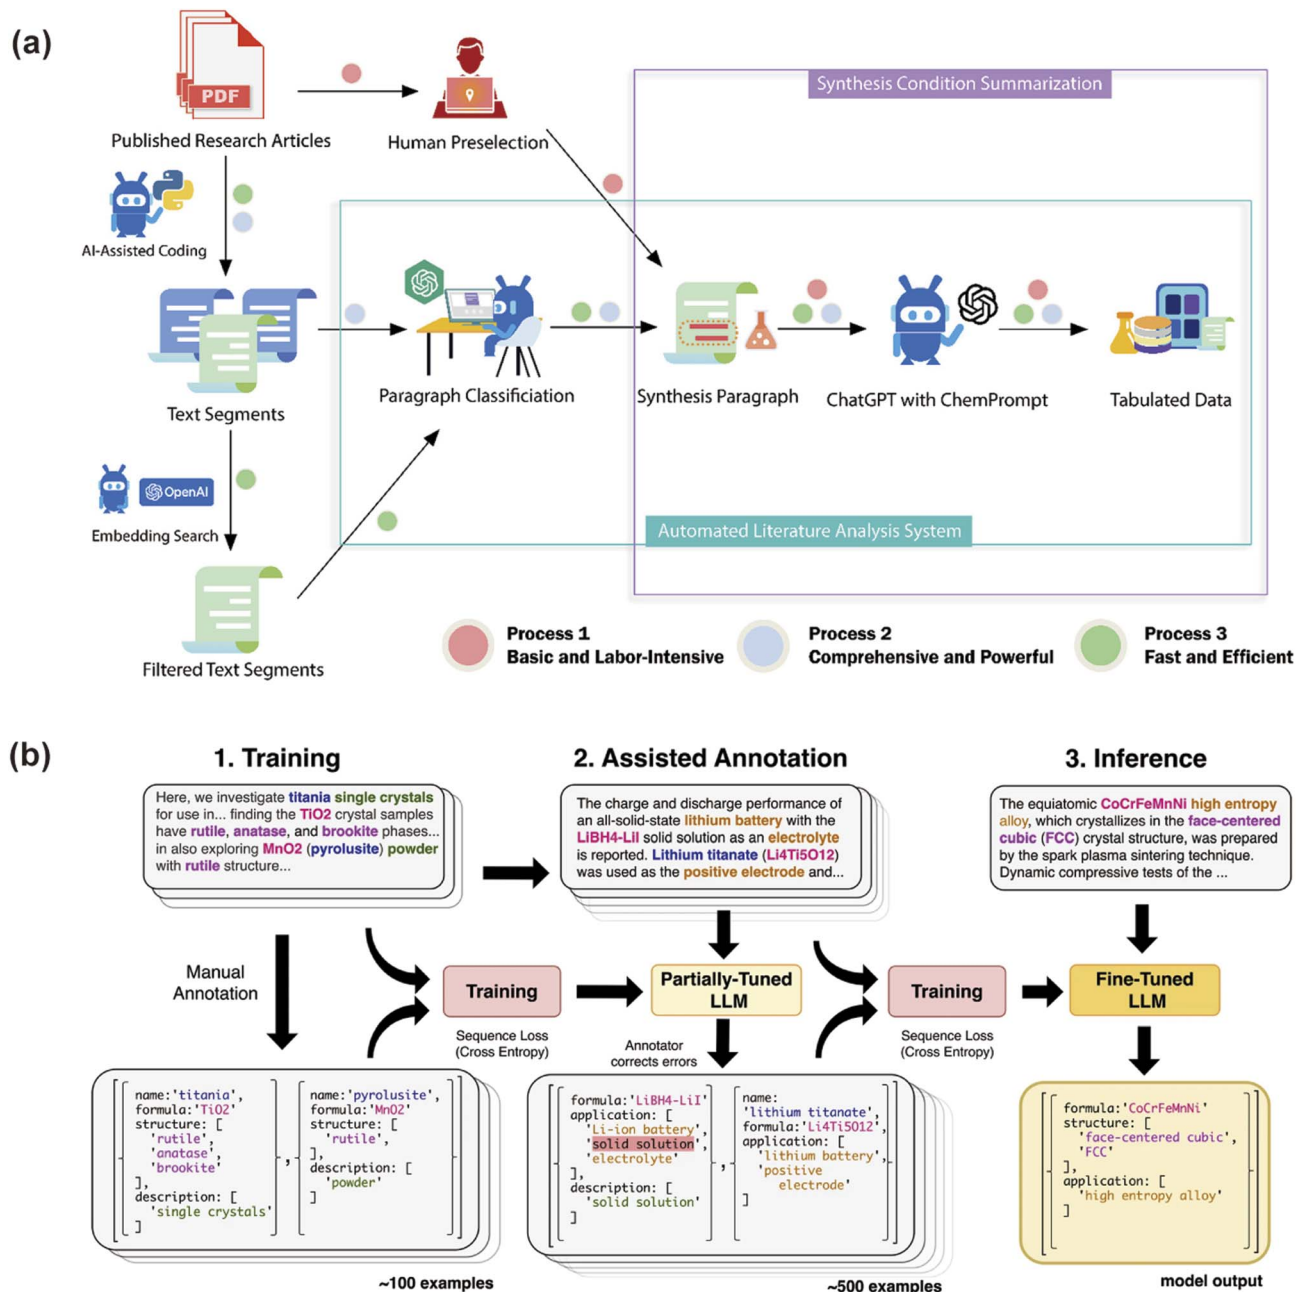 (a)
PDF
Published Research Articles
Human Preselection
Synthesis Condition Summarization
AI-Assisted Coding
Text Segments
Paragraph Classificiation
Synthesis Paragraph
ChatGPT with ChemPrompt
Tabulated Data
OpenAI
Embedding Search
Automated Literature Analysis System
Filtered Text Segments
Process 1
Basic and Labor-Intensive
Process 2
Comprehensive and Powerful
Process 3
Fast and Efficient
(b)
1. Training
Here, we investigate titania single crystals
for use in... finding the TiO2 crystal samples
have rutile, anatase, and brookite phases...
in also exploring MnO2 (pyrolusite) powder
with rutile structure...
2. Assisted Annotation
The charge and discharge performance of
an all-solid-state lithium battery with the
LiBH4-LiI solid solution as an electrolyte
is reported. Lithium titanate (Li4Ti5O12)
was used as the positive electrode and...
3. Inference
The equiatomic CoCrFeMnNi high entropy
alloy, which crystallizes in the face-centered
cubic (FCC) crystal structure, was prepared
by the spark plasma sintering technique.
Dynamic compressive tests of the ...
Manual
Annotation
Training
Sequence Loss
(Cross Entropy)
Partially-Tuned
LLM
Annotator
corrects errors
Training
Sequence Loss
(Cross Entropy)
Fine-Tuned
LLM
name:'titania',
formula:'TiO2'
structure: [
'rutile',
'anatase',
'brookite'
],
description: [
'single crystals'
]
,
name:'pyrolusite',
formula:'MnO2'
structure: [
'rutile',
],
description: [
'powder'
]
~100 examples
formula:'LiBH4-LiI'
application: [
'Li-ion battery',
'solid solution',
'electrolyte'
],
description: [
'solid solution'
]
,
name:
'lithium titanate',
formula:'Li4Ti5O12'
application: [
'lithium battery',
'positive
electrode'
]
~500 examples
formula:'CoCrFeMnNi'
structure: [
'face-centered cubic',
'FCC'
],
application: [
'high entropy alloy'
]
model output